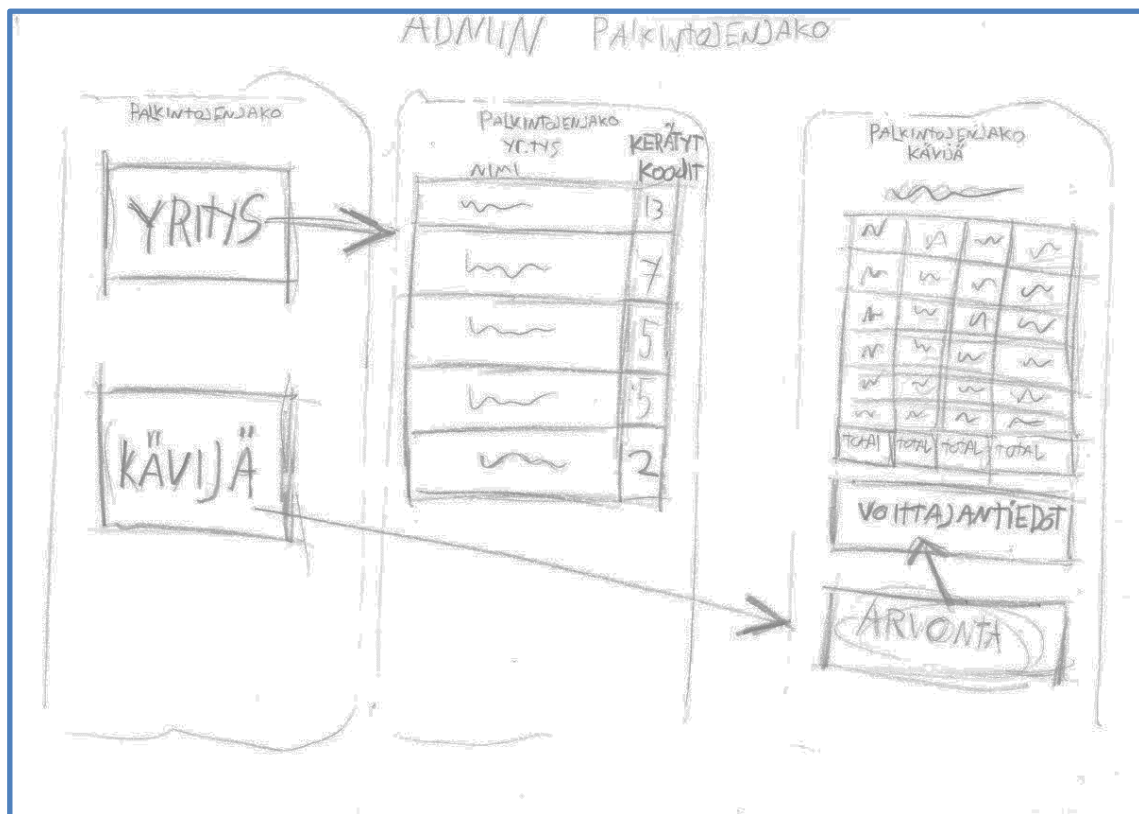 ADMIN PALKINTOJENJAKO
PALKINTOJENJAKO
YRITYS
KÄVIJÄ
PALKINTOJENJAKO
YRITYS
NIMI
KERÄTYT
KOODIT
13
7
5
5
2
PALKINTOJENJAKO
KÄVIJÄ
TOTAL TOTAL TOTAL TOTAL
VOITTAJANTIEDOT
ARVONTA